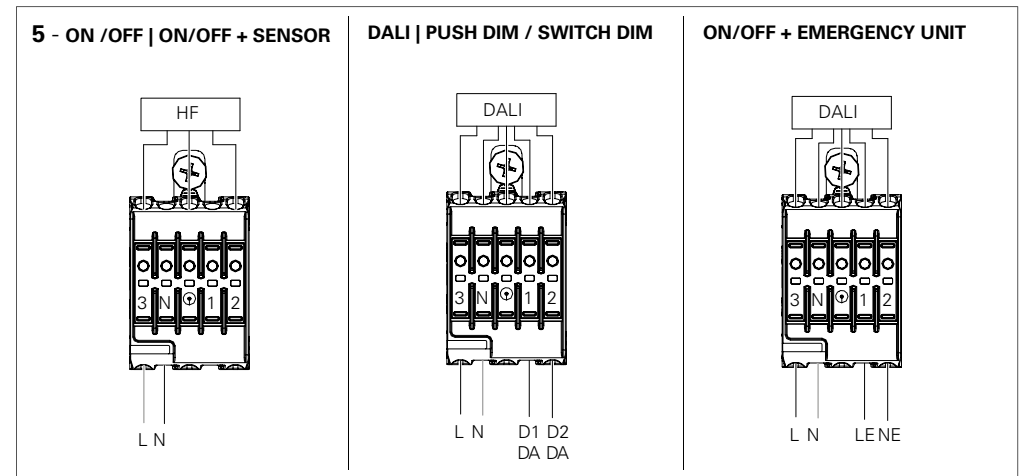 5 - ON /OFF | ON/OFF + SENSOR
HF
3 N 1 2
L N
DALI | PUSH DIM / SWITCH DIM
DALI
3 N 1 2
L N D1 D2
DA DA
ON/OFF + EMERGENCY UNIT
DALI
3 N 1 2
L N LE NE